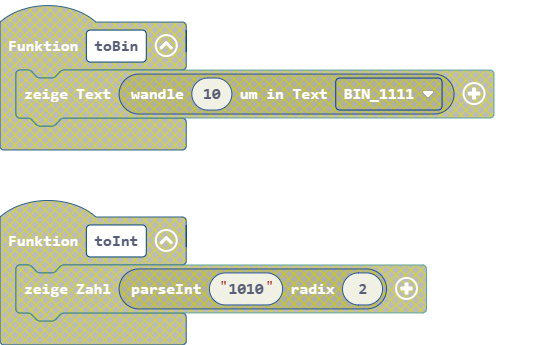 Funktion toBin
zeige Text wandle 10 um in Text BIN_1111
Funktion toInt
zeige Zahl parseInt "1010" radix 2